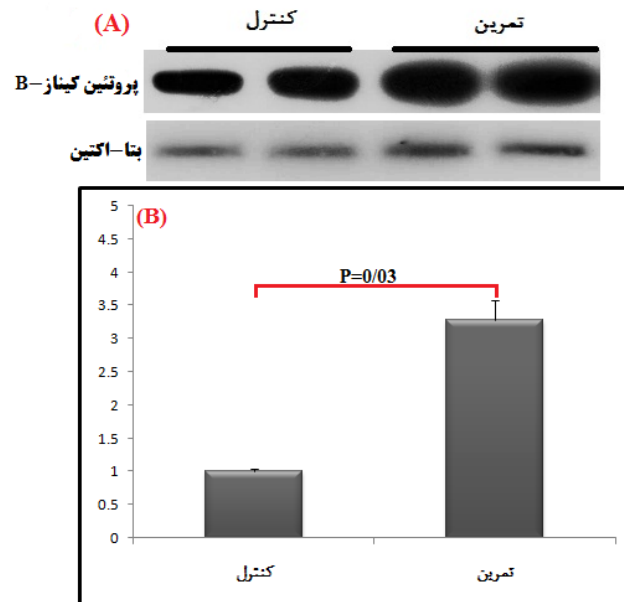 (A)
کنترل
تمرین
پروتئین کیناز-B
بتا-اکتین
(B)
P=0/03
5
4.5
4
3.5
3
2.5
2
1.5
1
0.5
0
کنترل
تمرین